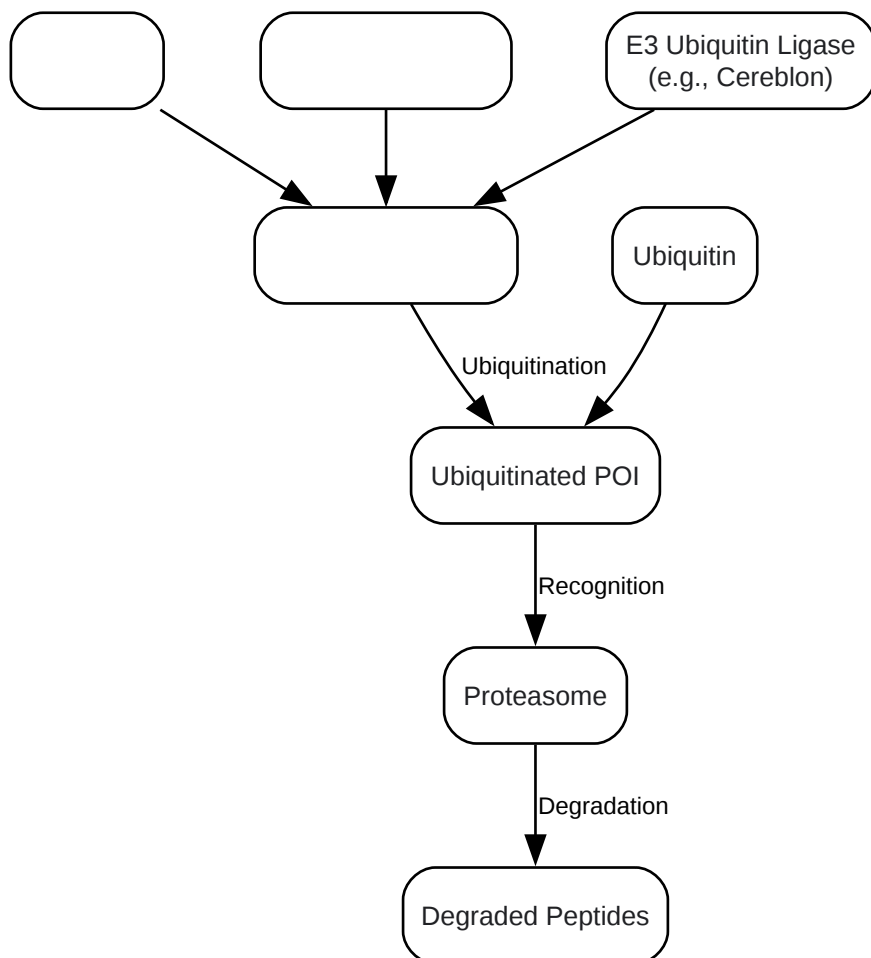 E3 Ubiquitin Ligase
(e.g., Cereblon)
Ubiquitin
Ubiquitination
Ubiquitinated POI
Recognition
Proteasome
Degradation
Degraded Peptides